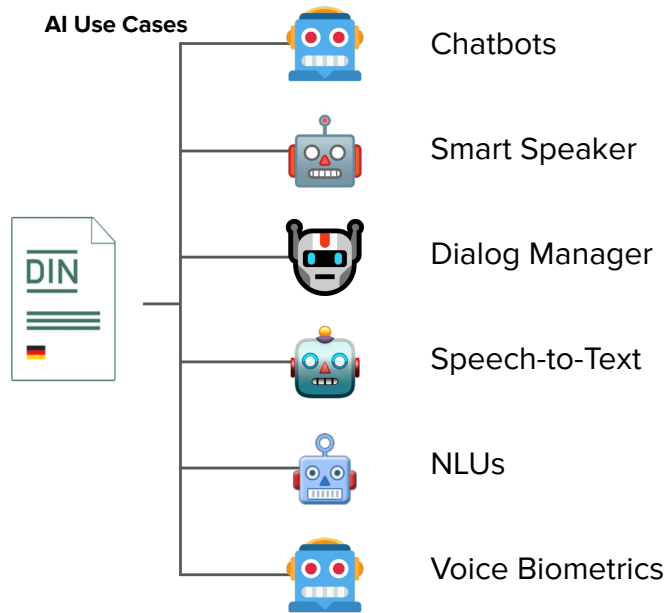 AI Use Cases
Chatbots
Smart Speaker
Dialog Manager
DIN
Speech-to-Text
NLUs
Voice Biometrics